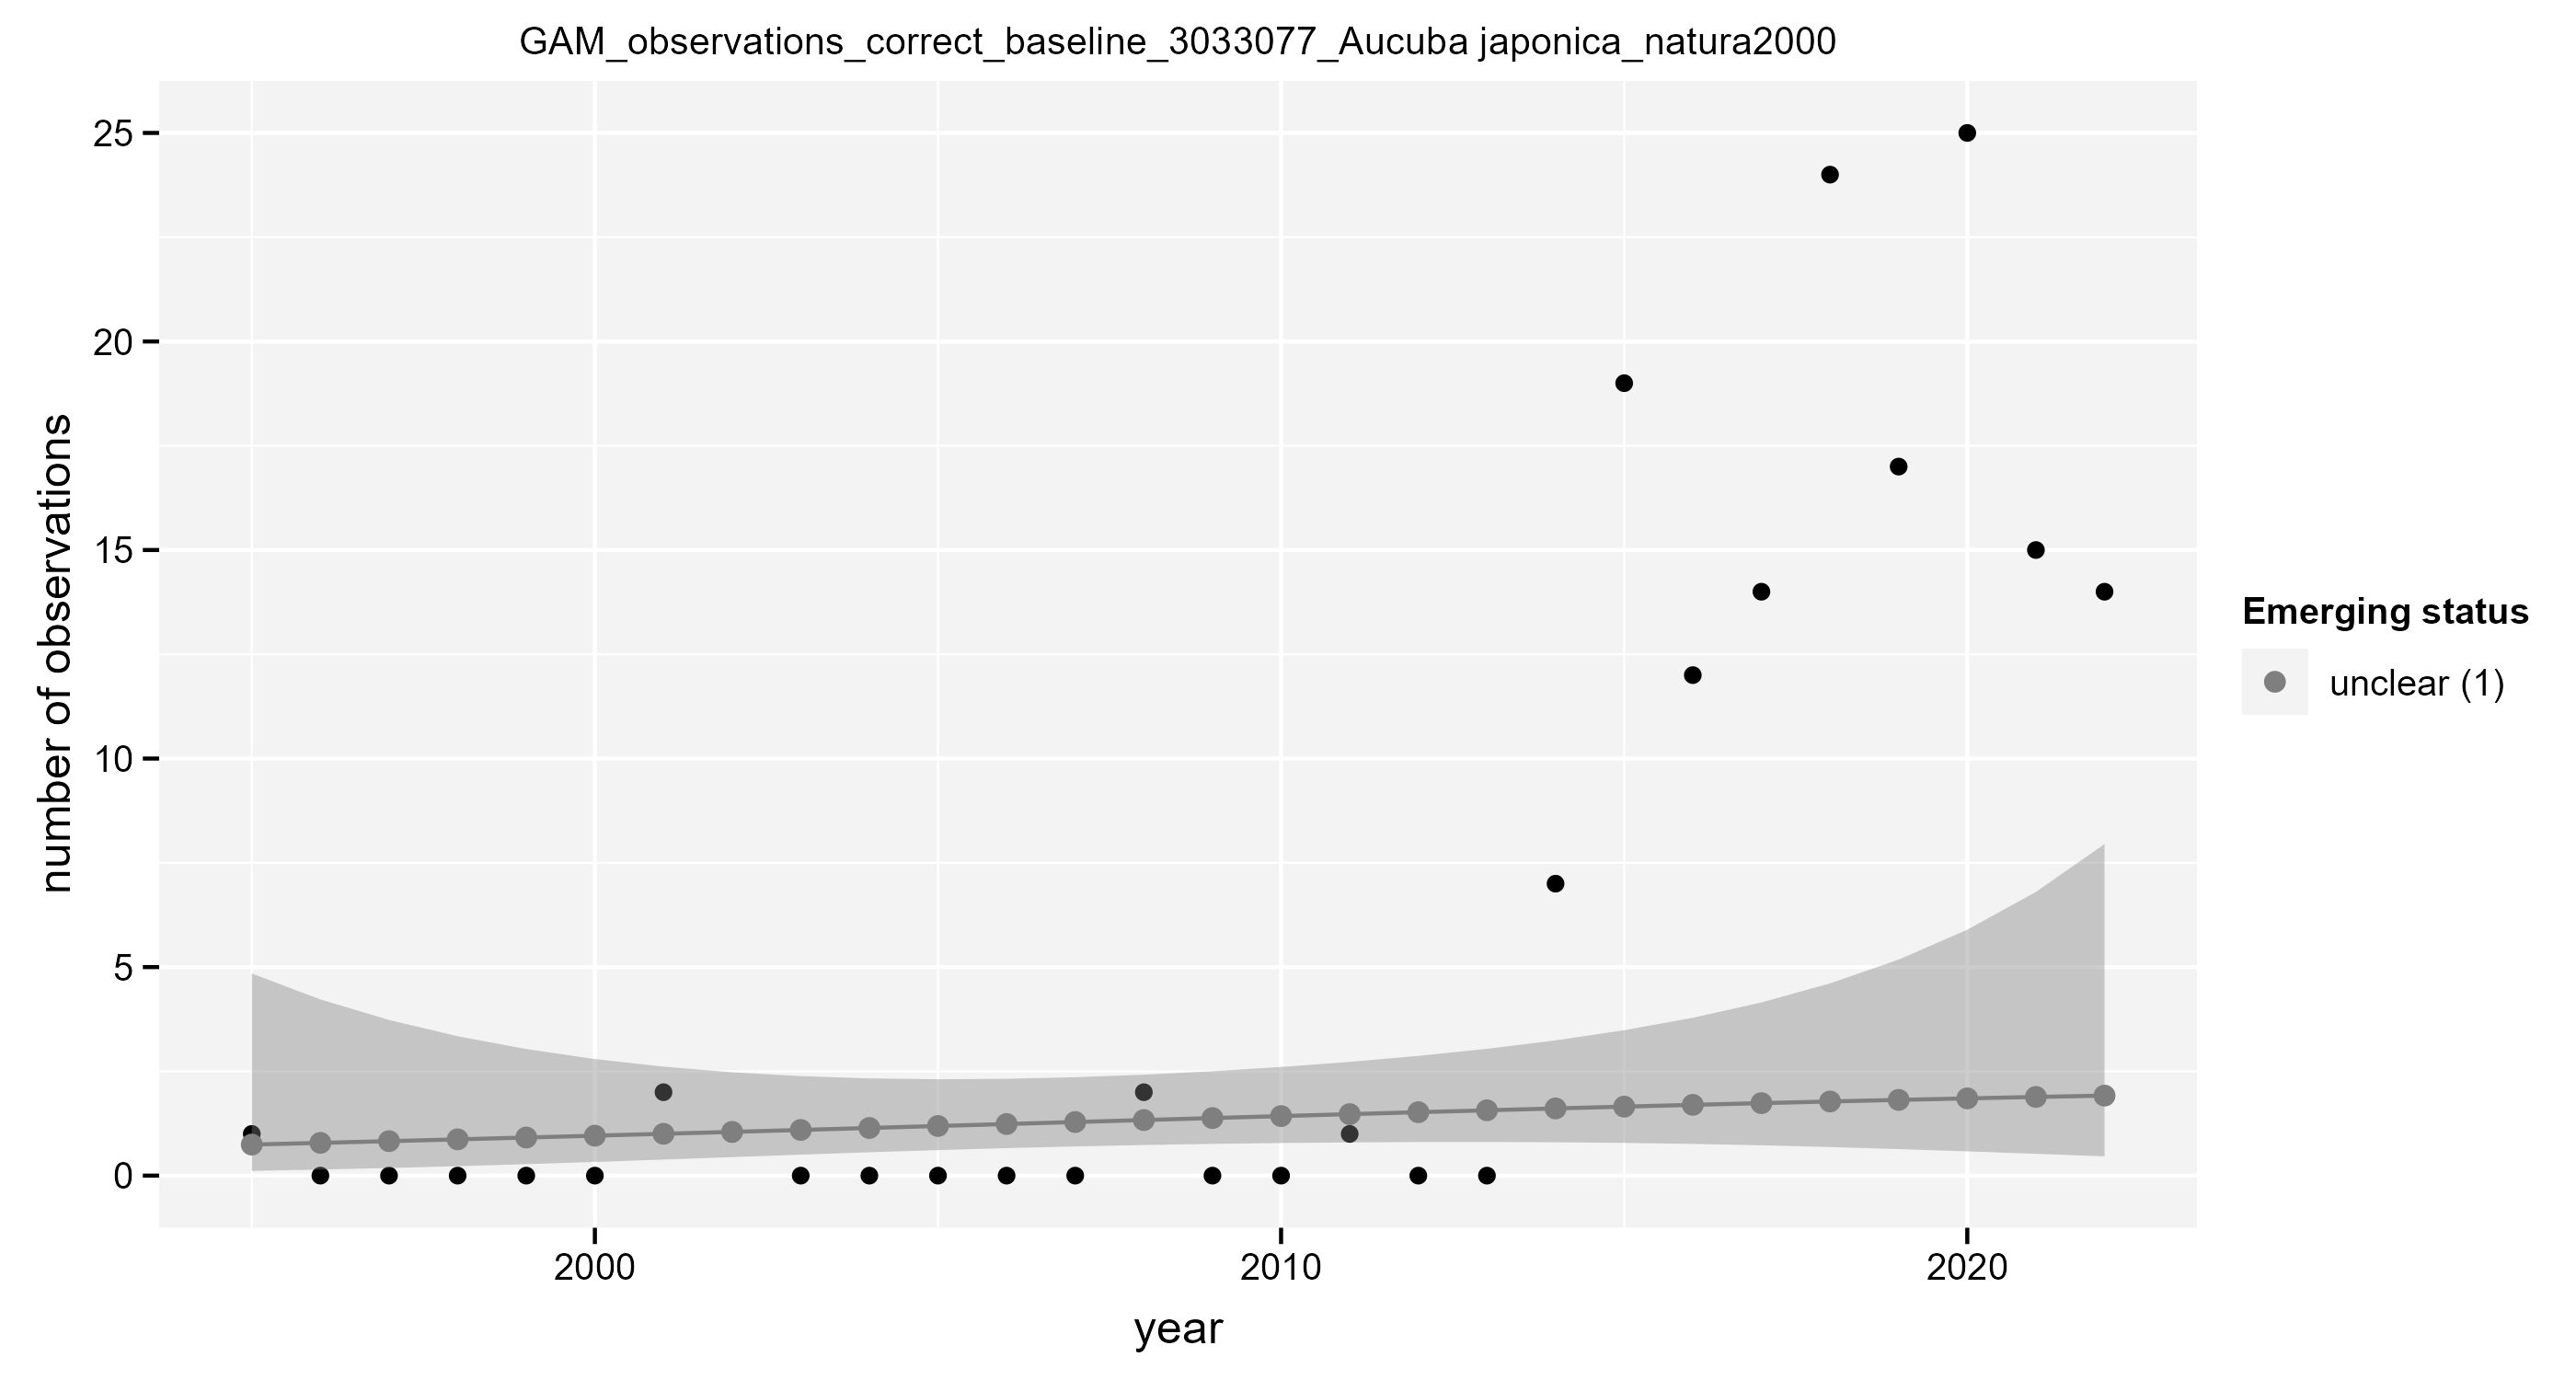 GAM_observations_correct_baseline_3033077_Aucuba japonica_natura2000
number of observations
25
20
15
10
5
0
2000 2010 2020
year
Emerging status
unclear (1)